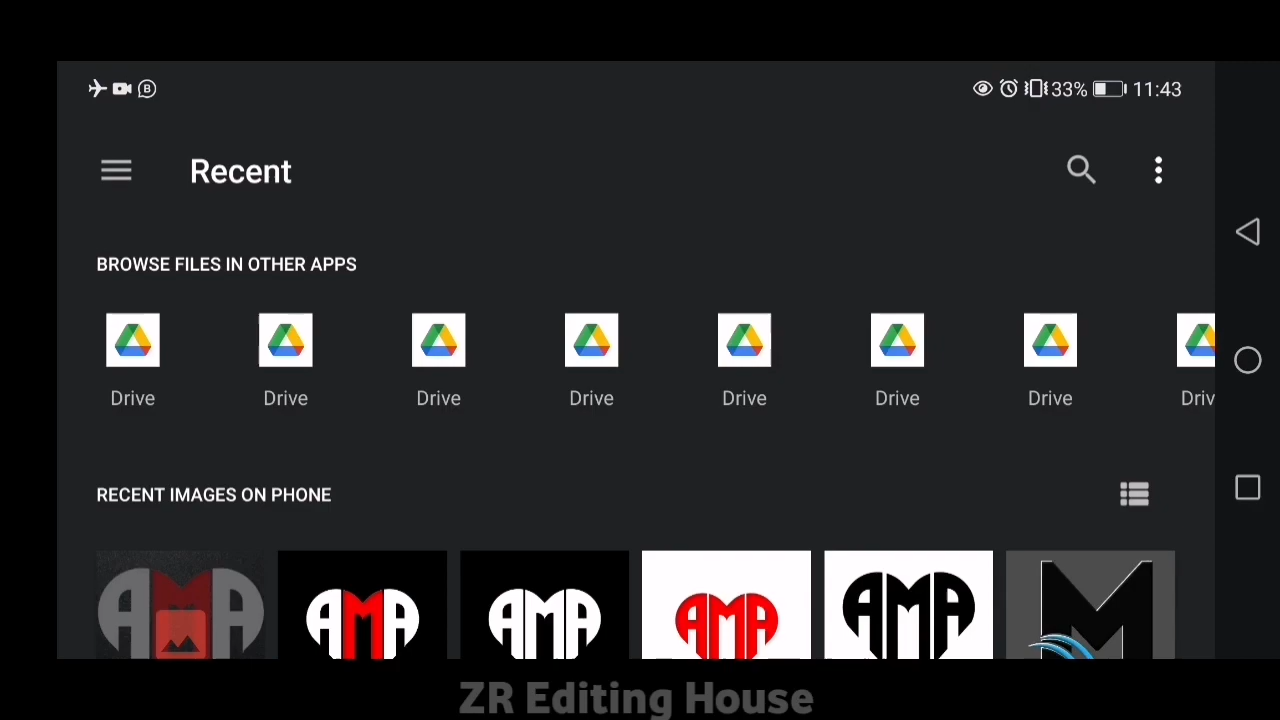 33% 11:43
Recent
BROWSE FILES IN OTHER APPS
Drive Drive Drive Drive Drive Drive Drive Driv
RECENT IMAGES ON PHONE
AMA AMA AMA AMA AMA M
ZR Editing House